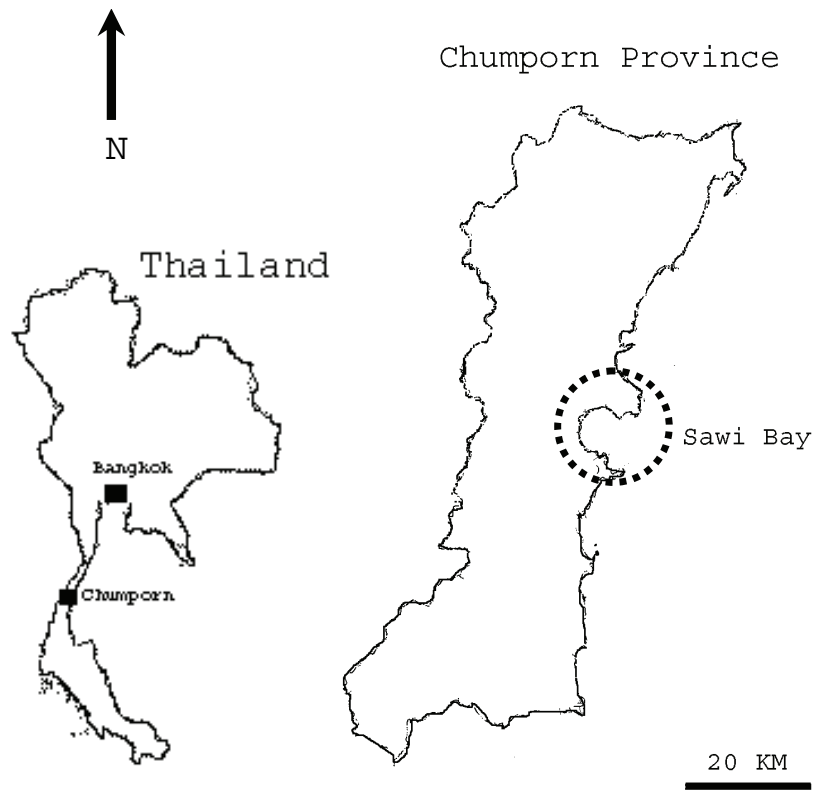 Chumporn Province
N
Thailand
Sawi Bay
Bangkok
Chumporn
20 KM